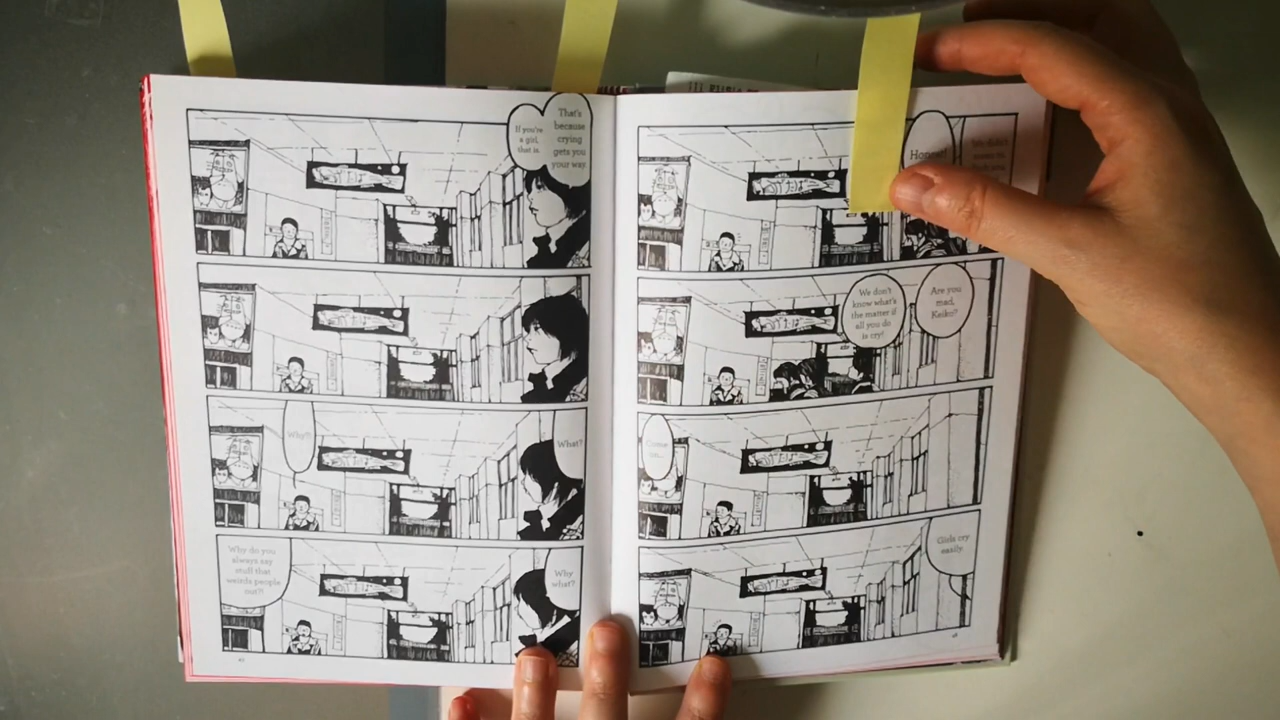 We didn't
Honest!
Are you
mad,
Keiko?
We don't
know what's
the matter if
all you do
is cry!
Come
on...
Girls cry
easily.
That's
because
crying
gets you
your way.
If you're
a girl,
that is.
What?
Why?!
Why
what?
Why do you
always say
stuff that
weirds people
out?!